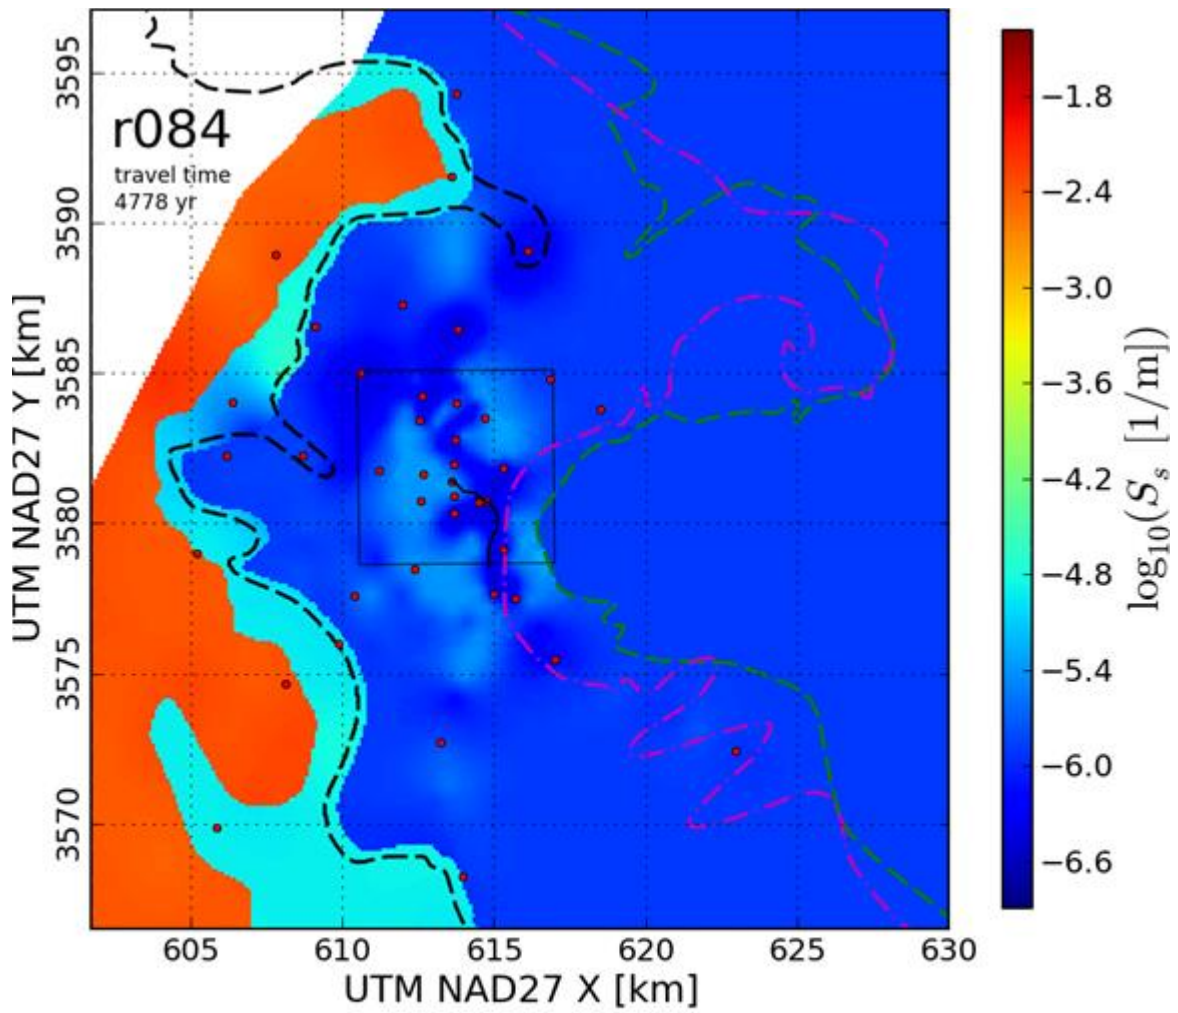 r084
travel time
4778 yr
3595
3590
3585
3580
3575
3570
UTM NAD27 Y [km]
605 610 615 620 625 630
UTM NAD27 X [km]
−1.8
−2.4
−3.0
−3.6
−4.2
−4.8
−5.4
−6.0
−6.6
log₁₀(Sₛ [1/m])